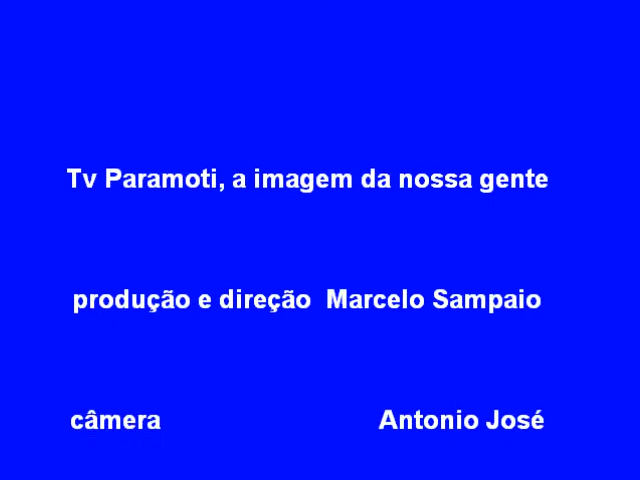 Tv Paramoti, a imagem da nossa gente
produção e direção Marcelo Sampaio
câmera Antonio José